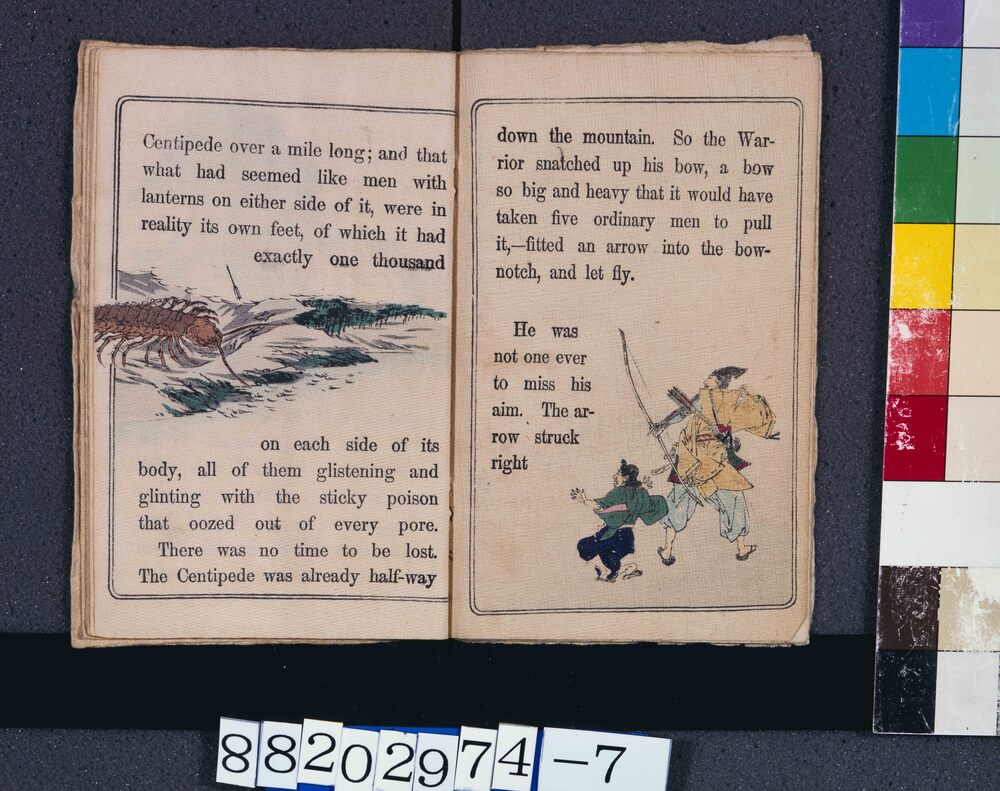 Centipede over a mile long; and that
what had seemed like men with
lanterns on either side of it, were in
reality its own feet, of which it had
exactly one thousand
on each side of its
body, all of them glistening and
glinting with the sticky poison
that oozed out of every pore.
There was no time to be lost.
The Centipede was already half-way
down the mountain. So the War-
rior snatched up his bow, a bow
so big and heavy that it would have
taken five ordinary men to pull
it,—fitted an arrow into the bow-
notch, and let fly.
He was
not one ever
to miss his
aim. The ar-
row struck
right
88202974-7